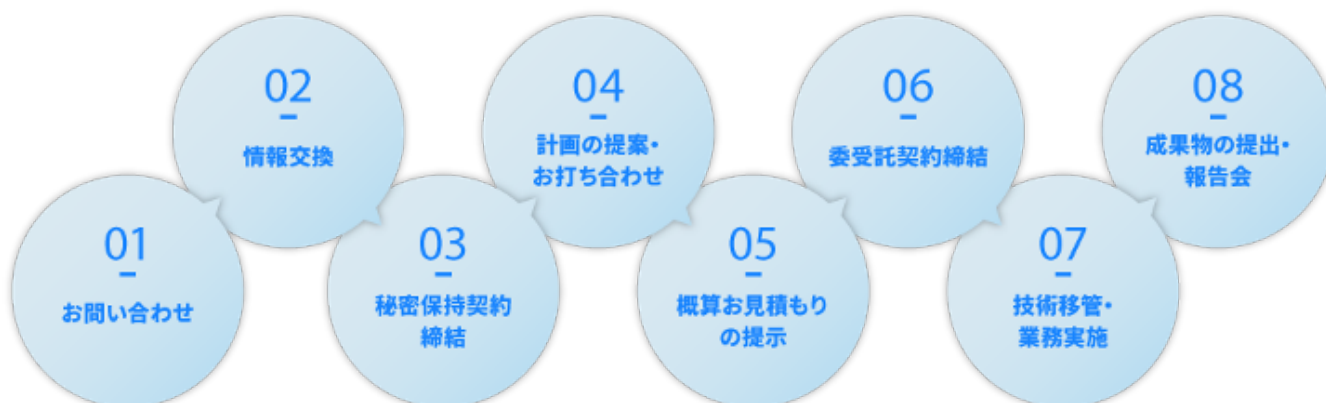 01
お問い合わせ
02
情報交換
03
秘密保持契約
締結
04
計画の提案・
お打ち合わせ
05
概算お見積もり
の提示
06
委受託契約締結
07
技術移管・
業務実施
08
成果物の提出・
報告会